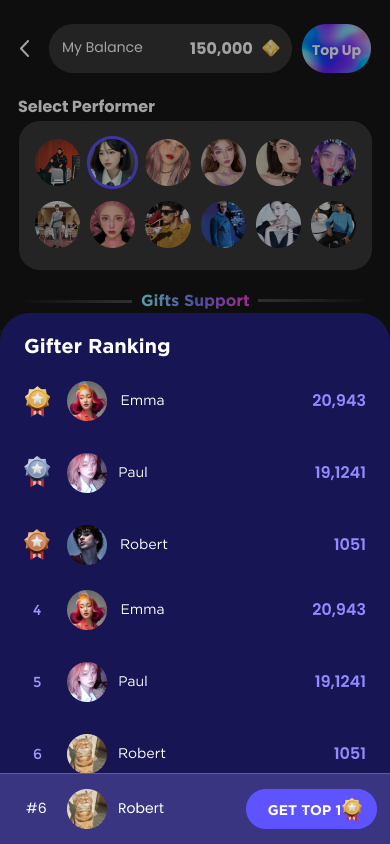 My Balance 150,000 Top Up
Select Performer
Gifts Support
Gifter Ranking
Emma 20,943
Paul 19,1241
Robert 1051
4 Emma 20,943
5 Paul 19,1241
6 Robert 1051
#6 Robert GET TOP 1